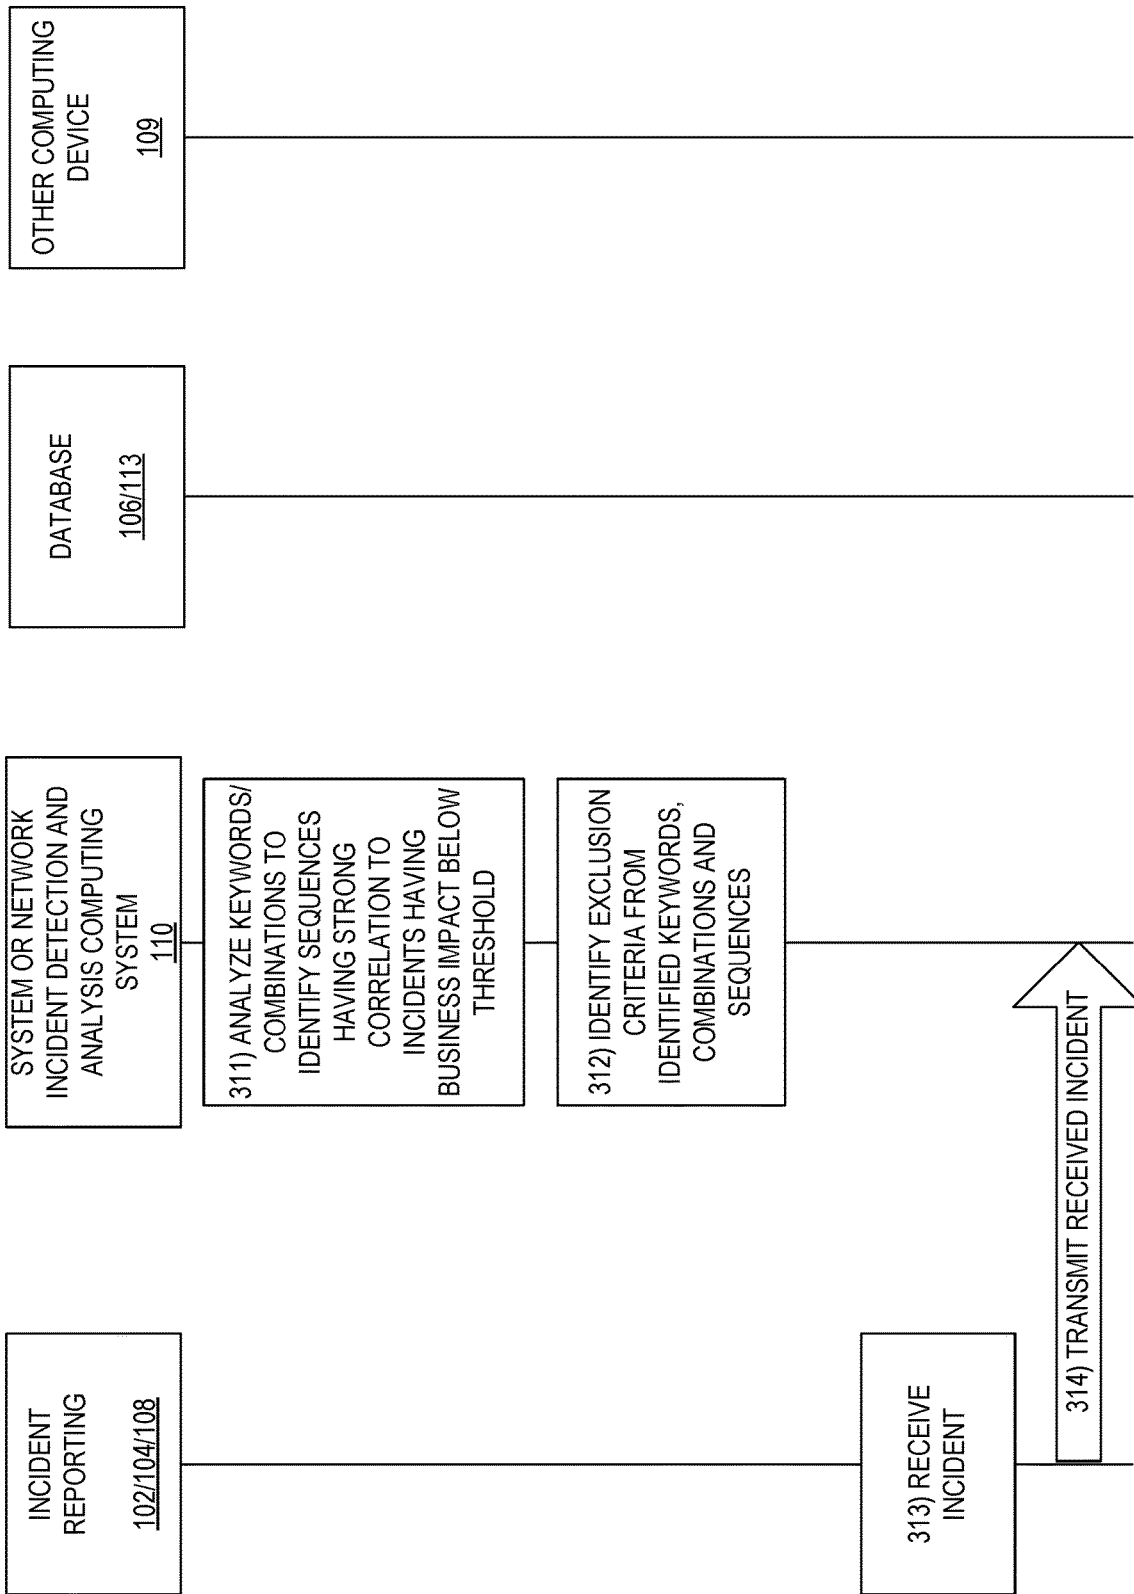 INCIDENT
REPORTING
102/104/108
SYSTEM OR NETWORK
INCIDENT DETECTION AND
ANALYSIS COMPUTING
SYSTEM
110
DATABASE
106/113
OTHER COMPUTING
DEVICE
109
311) ANALYZE KEYWORDS/
COMBINATIONS TO
IDENTIFY SEQUENCES
HAVING STRONG
CORRELATION TO
INCIDENTS HAVING
BUSINESS IMPACT BELOW
THRESHOLD
312) IDENTIFY EXCLUSION
CRITERIA FROM
IDENTIFIED KEYWORDS,
COMBINATIONS AND
SEQUENCES
313) RECEIVE
INCIDENT
314) TRANSMIT RECEIVED INCIDENT